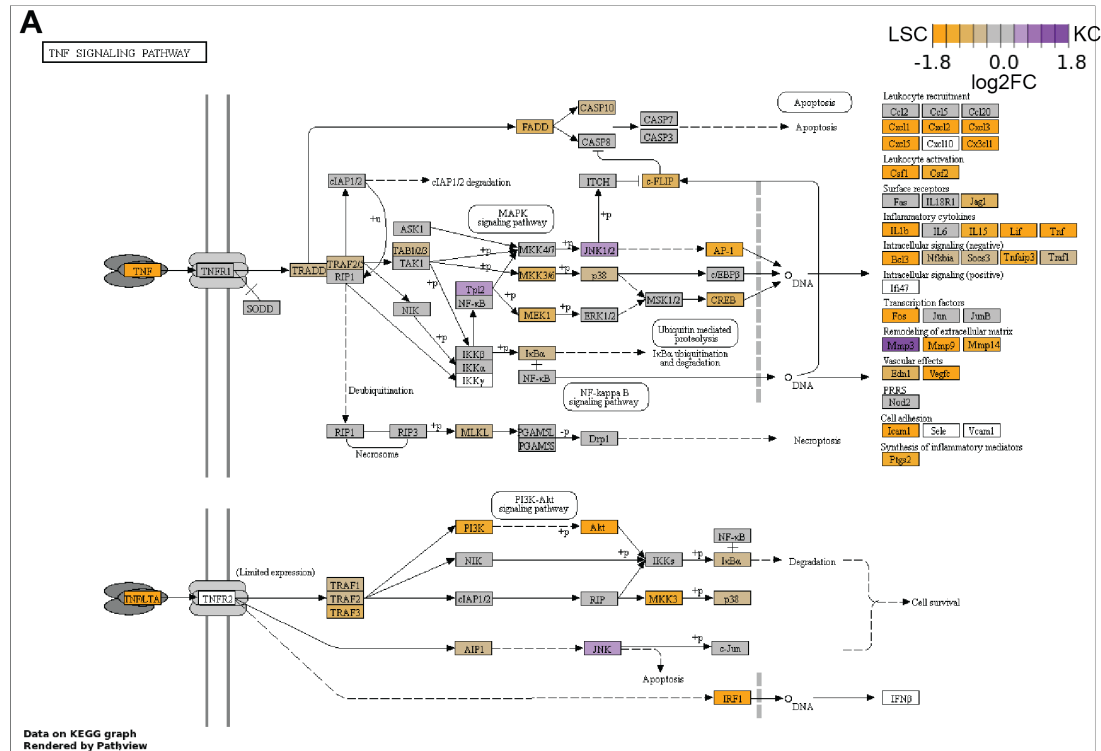 A
TNF SIGNALING PATHWAY
LSC KC
-1.8 0.0 1.8
log2FC
Apoptosis
CASP10
FADD
CASP7
CASP3
Apoptosis
CASP8
cIAP1/2
cIAP1/2 degradation
ITCH
c-FLIP
+u
+p
MAPK
signaling pathway
ASK1
+p
TAB1/2/3
TAK1
MKK4/7
+p
JNK1/2
AP-1
TNF
TNFR1
TRADD
TRAF2/5
RIP1
MKK3/6
+p
p38
c/EBPβ
DNA
SODD
NIK
+p
Tpl2
NF-κB
+p
MSK1/2
CREB
MEK1
+p
ERK1/2
+p
Ubiquitin mediated
proteolysis
IKKβ
IKKα
IKKγ
+p
IκBα
IκBα ubiquitination
and degradation
NF-κB
DNA
Deubiquitination
NF-kappa B
signaling pathway
RIP1
RIP3
+p
MLKL
PGAM5L
PGAM5S
-p
Drp1
Necroptosis
Necrosome
Leukocyte recruitment
Ccl2 Ccl5 Ccl20
Cxcl1 Cxcl2 Cxcl3
Cxcl5 Cxcl10 Cx3cl1
Leukocyte activation
Csf1 Csf2
Surface receptors
Fas IL18R1 Jag1
Inflammatory cytokines
IL1b IL6 IL15 Lif Tnf
Intracellular signaling (negative)
Bcl3 Nfkbia Socs3 Tnfaip3 Traf1
Intracellular signaling (positive)
Ifi47
Transcription factors
Fos Jun JunB
Remodeling of extracellular matrix
Mmp3 Mmp9 Mmp14
Vascular effects
Edn1 Vegfc
PRRS
Nod2
Cell adhesion
Icam1 Sele Vcam1
Synthesis of inflammatory mediators
Ptgs2
PI3K-Akt
signaling pathway
PI3K
+p
Akt
NF-κB
(Limited expression)
NIK
+p
+p
IKKs
+p
IκBα
Degradation
TNF/LTA
TNFR2
TRAF1
TRAF2
TRAF3
cIAP1/2
RIP
MKK3
+p
p38
Cell survival
AIP1
JNK
+p
c-Jun
Apoptosis
IRF1
DNA
IFNβ
Data on KEGG graph
Rendered by Pathview